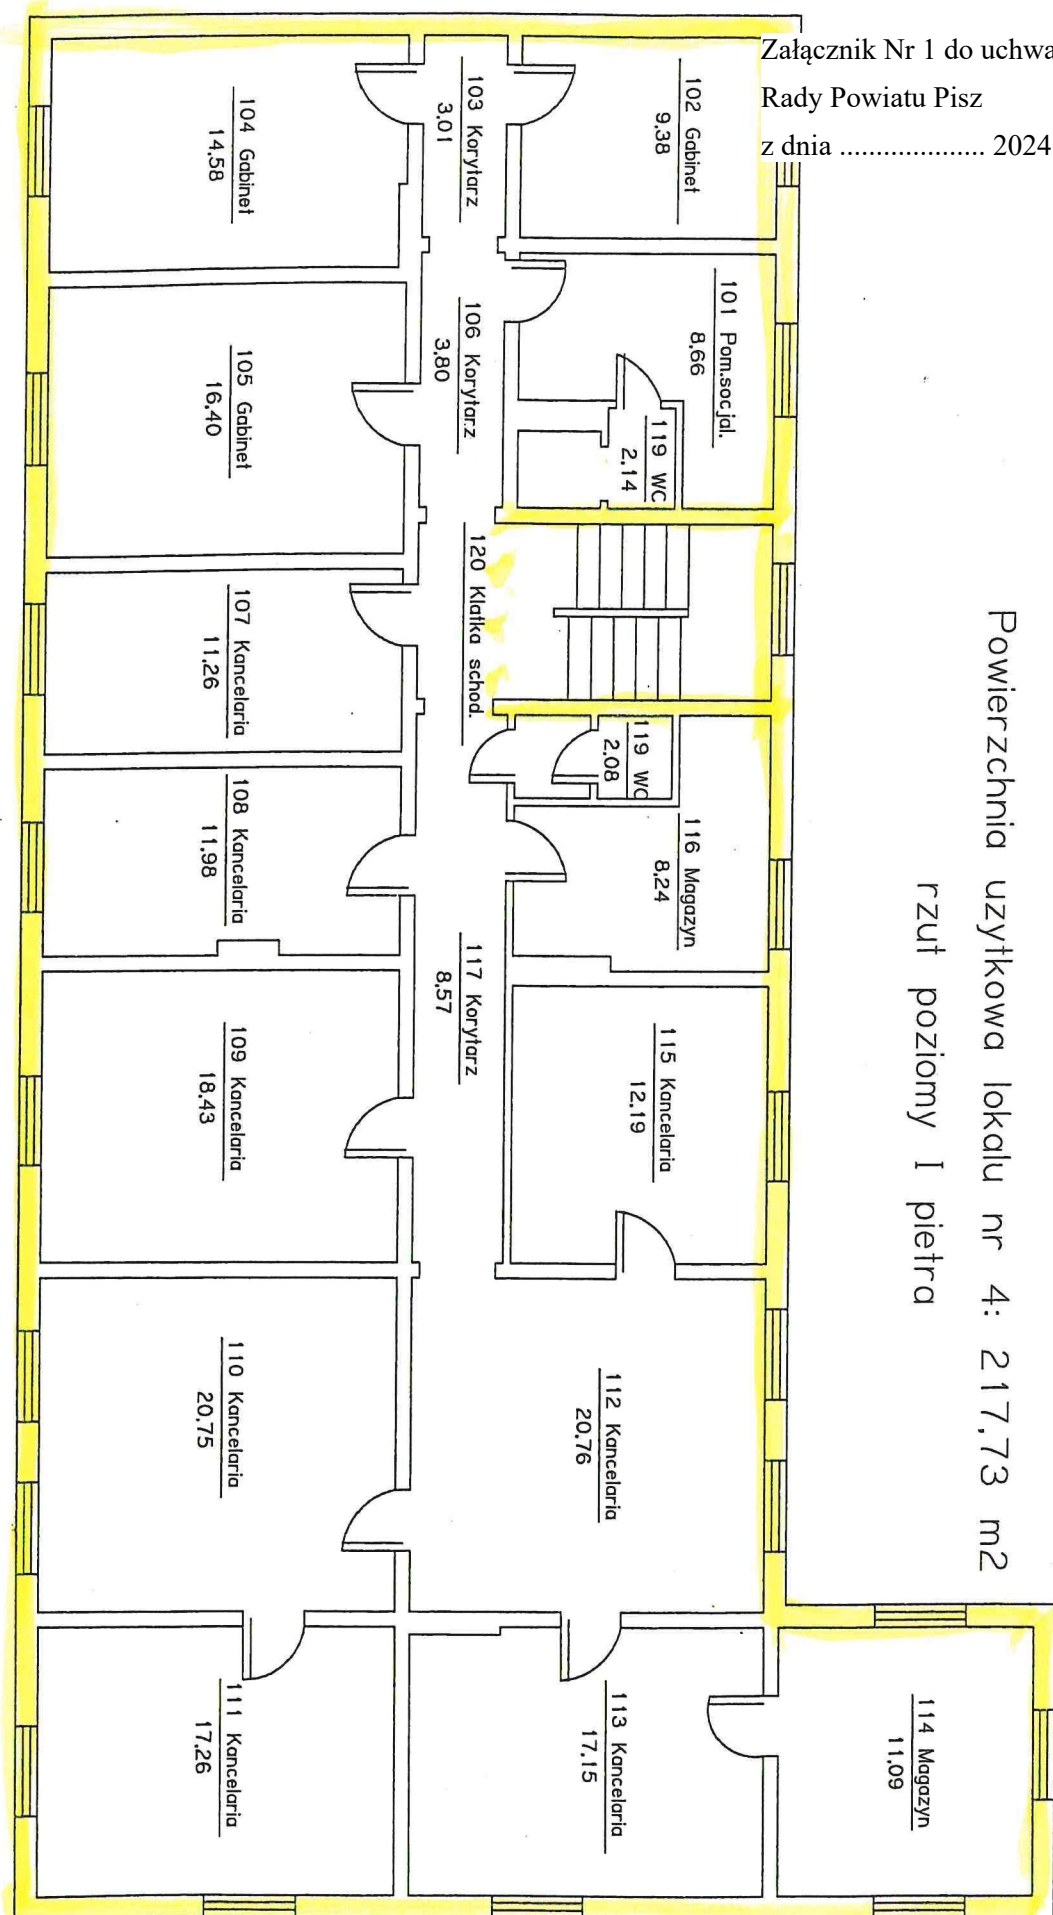 Załącznik Nr 1 do uchwa
Rady Powiatu Pisz
z dnia .................... 2024
Powierzchnia uzytkowa lokalu nr 4: 217,73 m2
rzut poziomy I pietra
102 Gabinet
9,38
103 Korytarz
3,01
104 Gabinet
14,58
101 Pom.socjal.
8,66
119 WC
2,14
106 Korytarz
3,80
105 Gabinet
16,40
120 Klatka schod.
107 Kancelaria
11,26
119 WC
2,08
116 Magazyn
8,24
108 Kancelaria
11,98
117 Korytarz
8,57
115 Kancelaria
12,19
109 Kancelaria
18,43
112 Kancelaria
20,76
110 Kancelaria
20,75
114 Magazyn
11,09
113 Kancelaria
17,15
111 Kancelaria
17,26